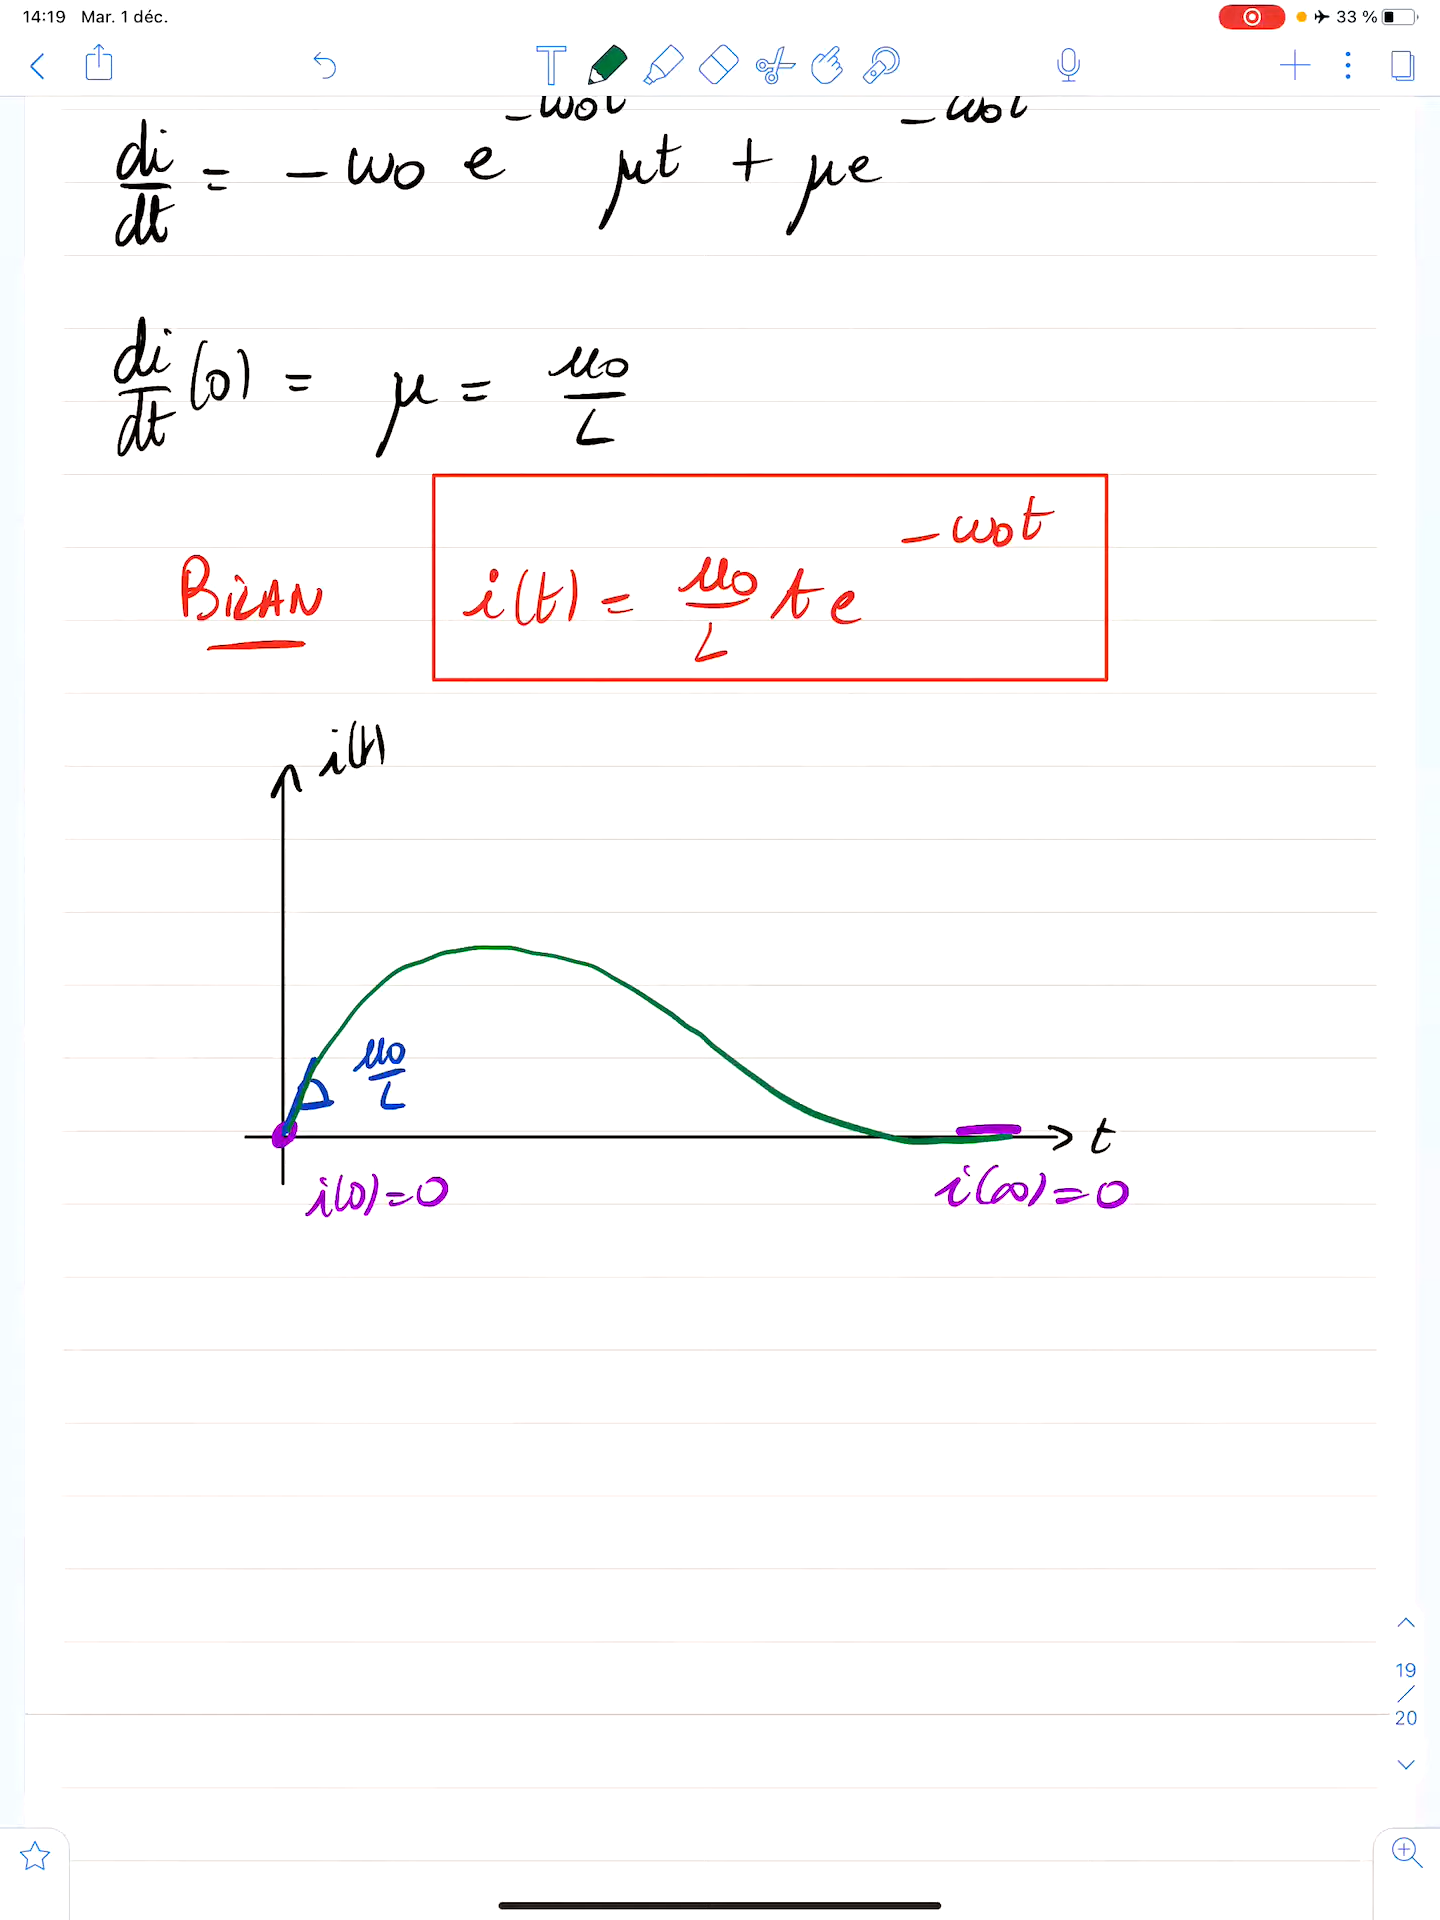 14:19 Mar. 1 déc. 33 %
T
di/dt = - ω0 e^(-ω0t) μt + μe^(-ω0t)
di/dt (0) = μ = u0/L
BILAN i(t) = u0/L t e^(-ω0t)
i(t)
u0/L
t
i(0)=0 i(∞)=0
19
/
20